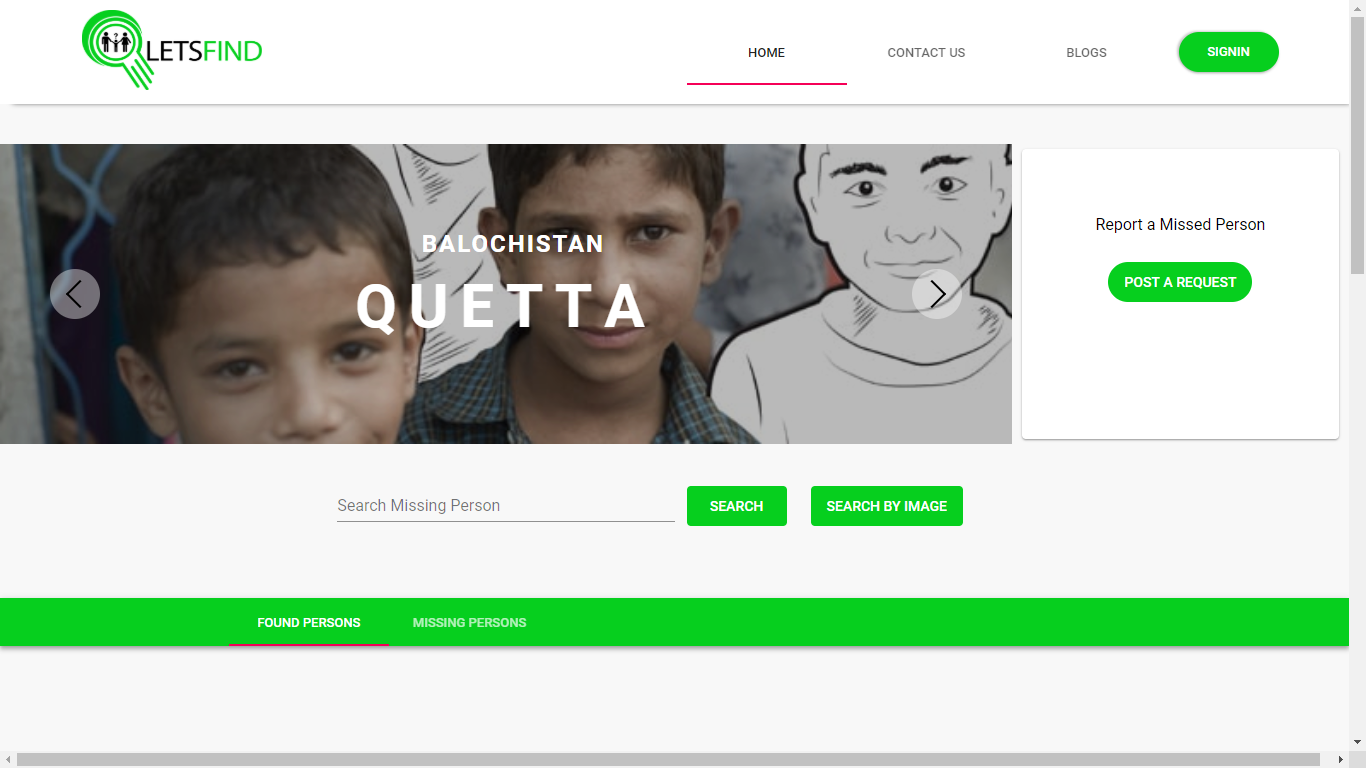 LETSFIND
HOME
CONTACT US
BLOGS
SIGNIN
BALOCHISTAN
QUETTA
Report a Missed Person
POST A REQUEST
Search Missing Person
SEARCH
SEARCH BY IMAGE
FOUND PERSONS
MISSING PERSONS